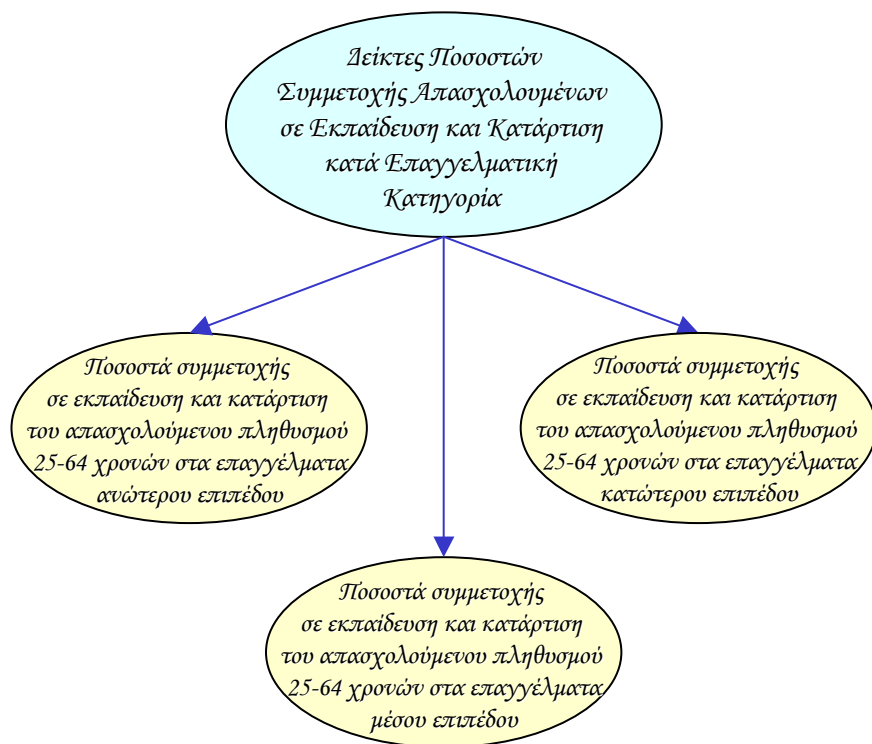 Δείκτες Ποσοστών
Συμμετοχής Απασχολουμένων
σε Εκπαίδευση και Κατάρτιση
κατά Επαγγελματική
Κατηγορία
Ποσοστά συμμετοχής
σε εκπαίδευση και κατάρτιση
του απασχολούμενου πληθυσμού
25-64 χρονών στα επαγγέλματα
ανώτερου επιπέδου
Ποσοστά συμμετοχής
σε εκπαίδευση και κατάρτιση
του απασχολούμενου πληθυσμού
25-64 χρονών στα επαγγέλματα
κατώτερου επιπέδου
Ποσοστά συμμετοχής
σε εκπαίδευση και κατάρτιση
του απασχολούμενου πληθυσμού
25-64 χρονών στα επαγγέλματα
μέσου επιπέδου